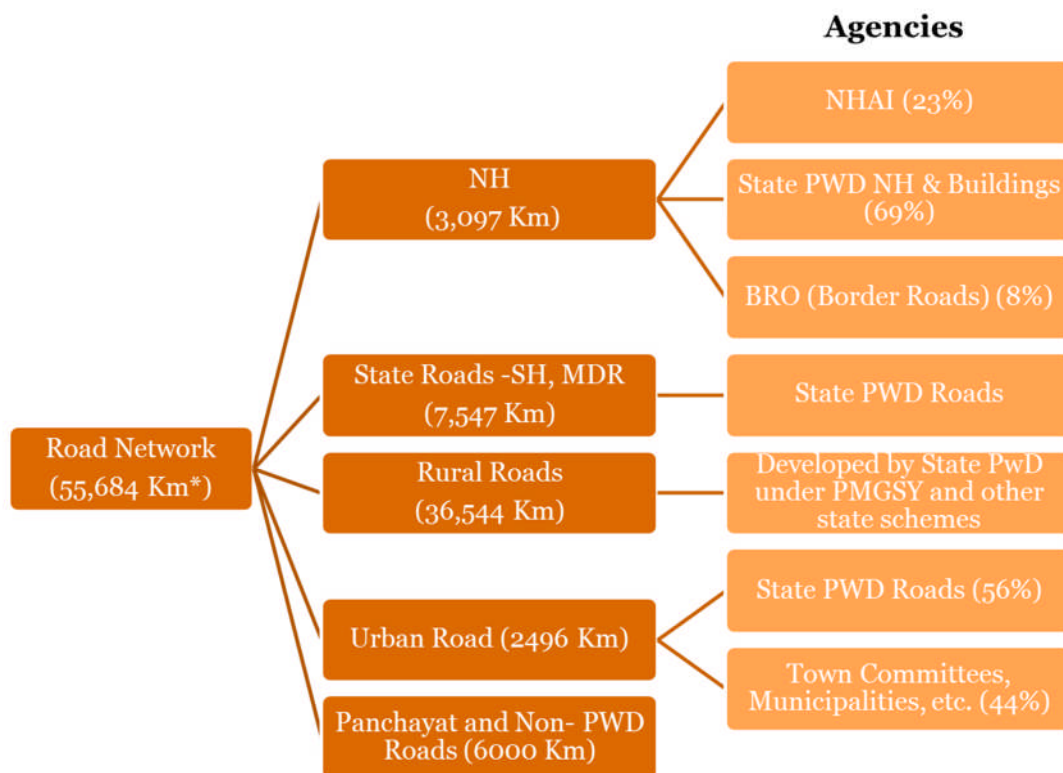 Agencies
NHAI (23%)
NH
(3,097 Km)
State PWD NH & Buildings
(69%)
BRO (Border Roads) (8%)
State Roads -SH, MDR
(7,547 Km)
State PWD Roads
Road Network
(55,684 Km*)
Rural Roads
(36,544 Km)
Developed by State PwD
under PMGSY and other
state schemes
Urban Road (2496 Km)
State PWD Roads (56%)
Town Committees,
Municipalities, etc. (44%)
Panchayat and Non- PWD
Roads (6000 Km)